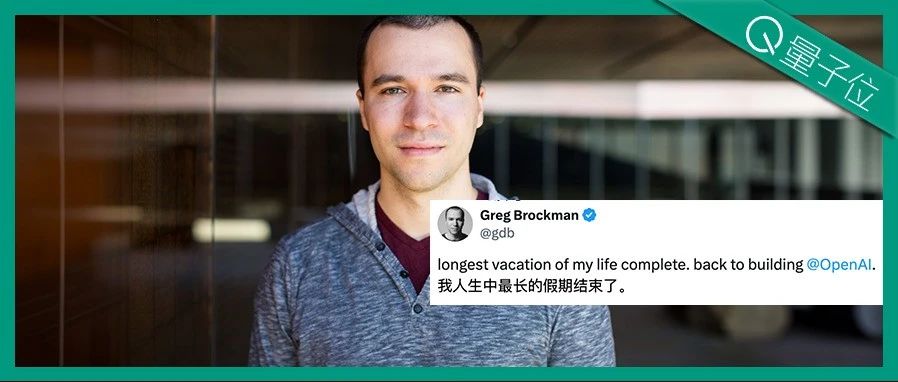 量子位
Greg Brockman
@gdb
longest vacation of my life complete. back to building @OpenAI.
我人生中最长的假期结束了。